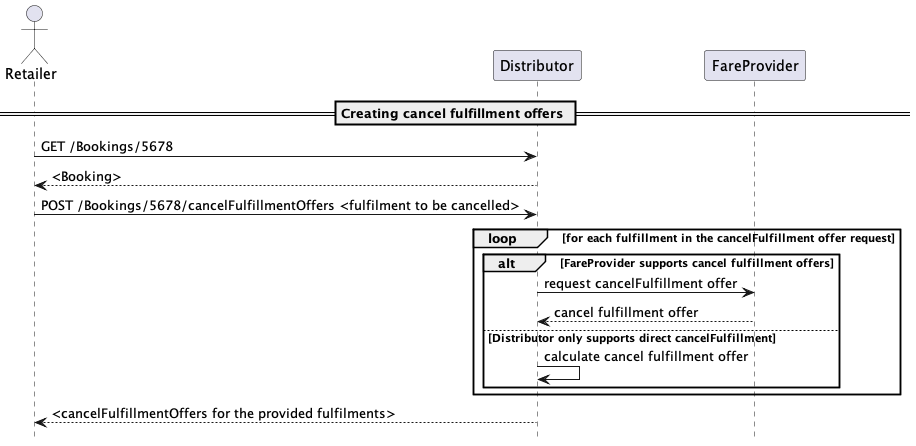 Retailer
Distributor
FareProvider
Creating cancel fulfillment offers
GET /Bookings/5678
<Booking>
POST /Bookings/5678/cancelFulfillmentOffers <fulfilment to be cancelled>
loop [for each fulfillment in the cancelFulfillment offer request]
alt [FareProvider supports cancel fulfillment offers]
request cancelFulfillment offer
cancel fulfillment offer
[Distributor only supports direct cancelFulfillment]
calculate cancel fulfillment offer
<cancelFulfillmentOffers for the provided fulfilments>